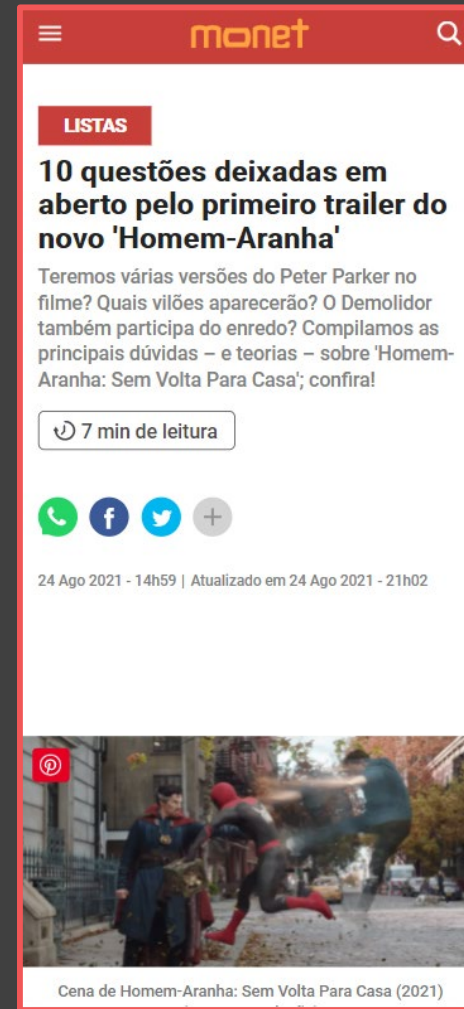 monet
LISTAS
10 questões deixadas em
aberto pelo primeiro trailer do
novo 'Homem-Aranha'
Teremos várias versões do Peter Parker no
filme? Quais vilões aparecerão? O Demolidor
também participa do enredo? Compilamos as
principais dúvidas – e teorias – sobre 'Homem-
Aranha: Sem Volta Para Casa'; confira!
7 min de leitura
24 Ago 2021 - 14h59 | Atualizado em 24 Ago 2021 - 21h02
Cena de Homem-Aranha: Sem Volta Para Casa (2021)